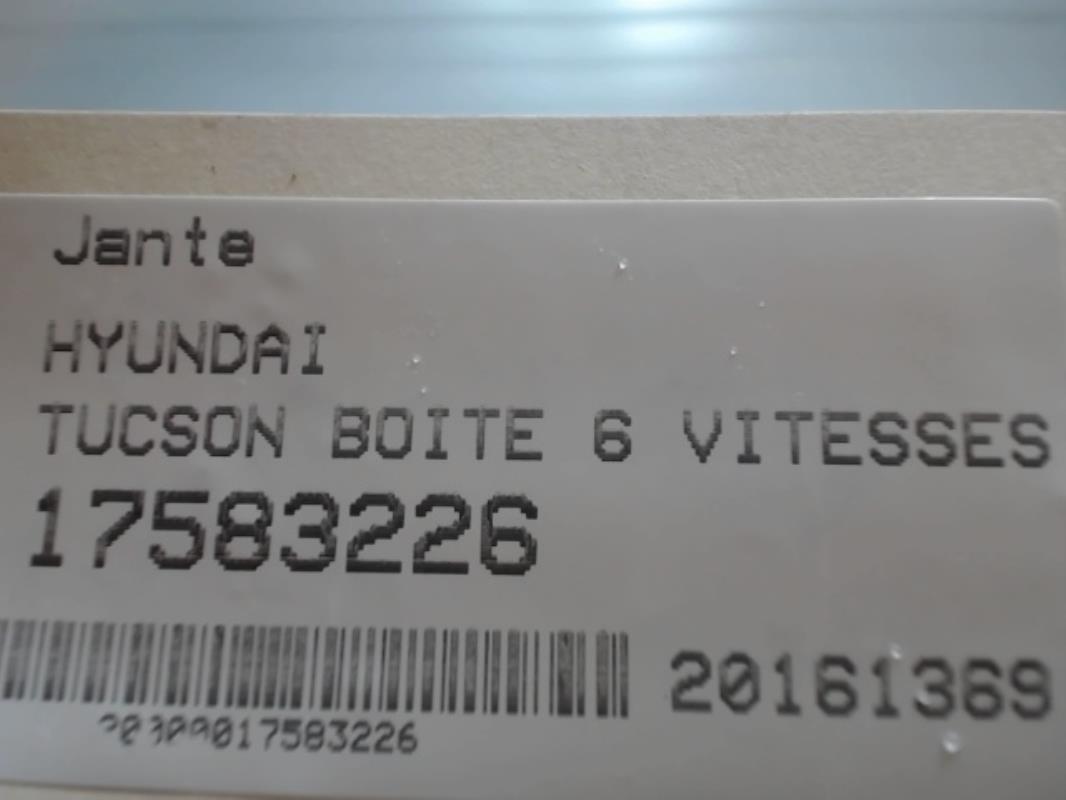 Jante
HYUNDAI
TUCSON BOITE 6 VITESSES
17583226
20161369